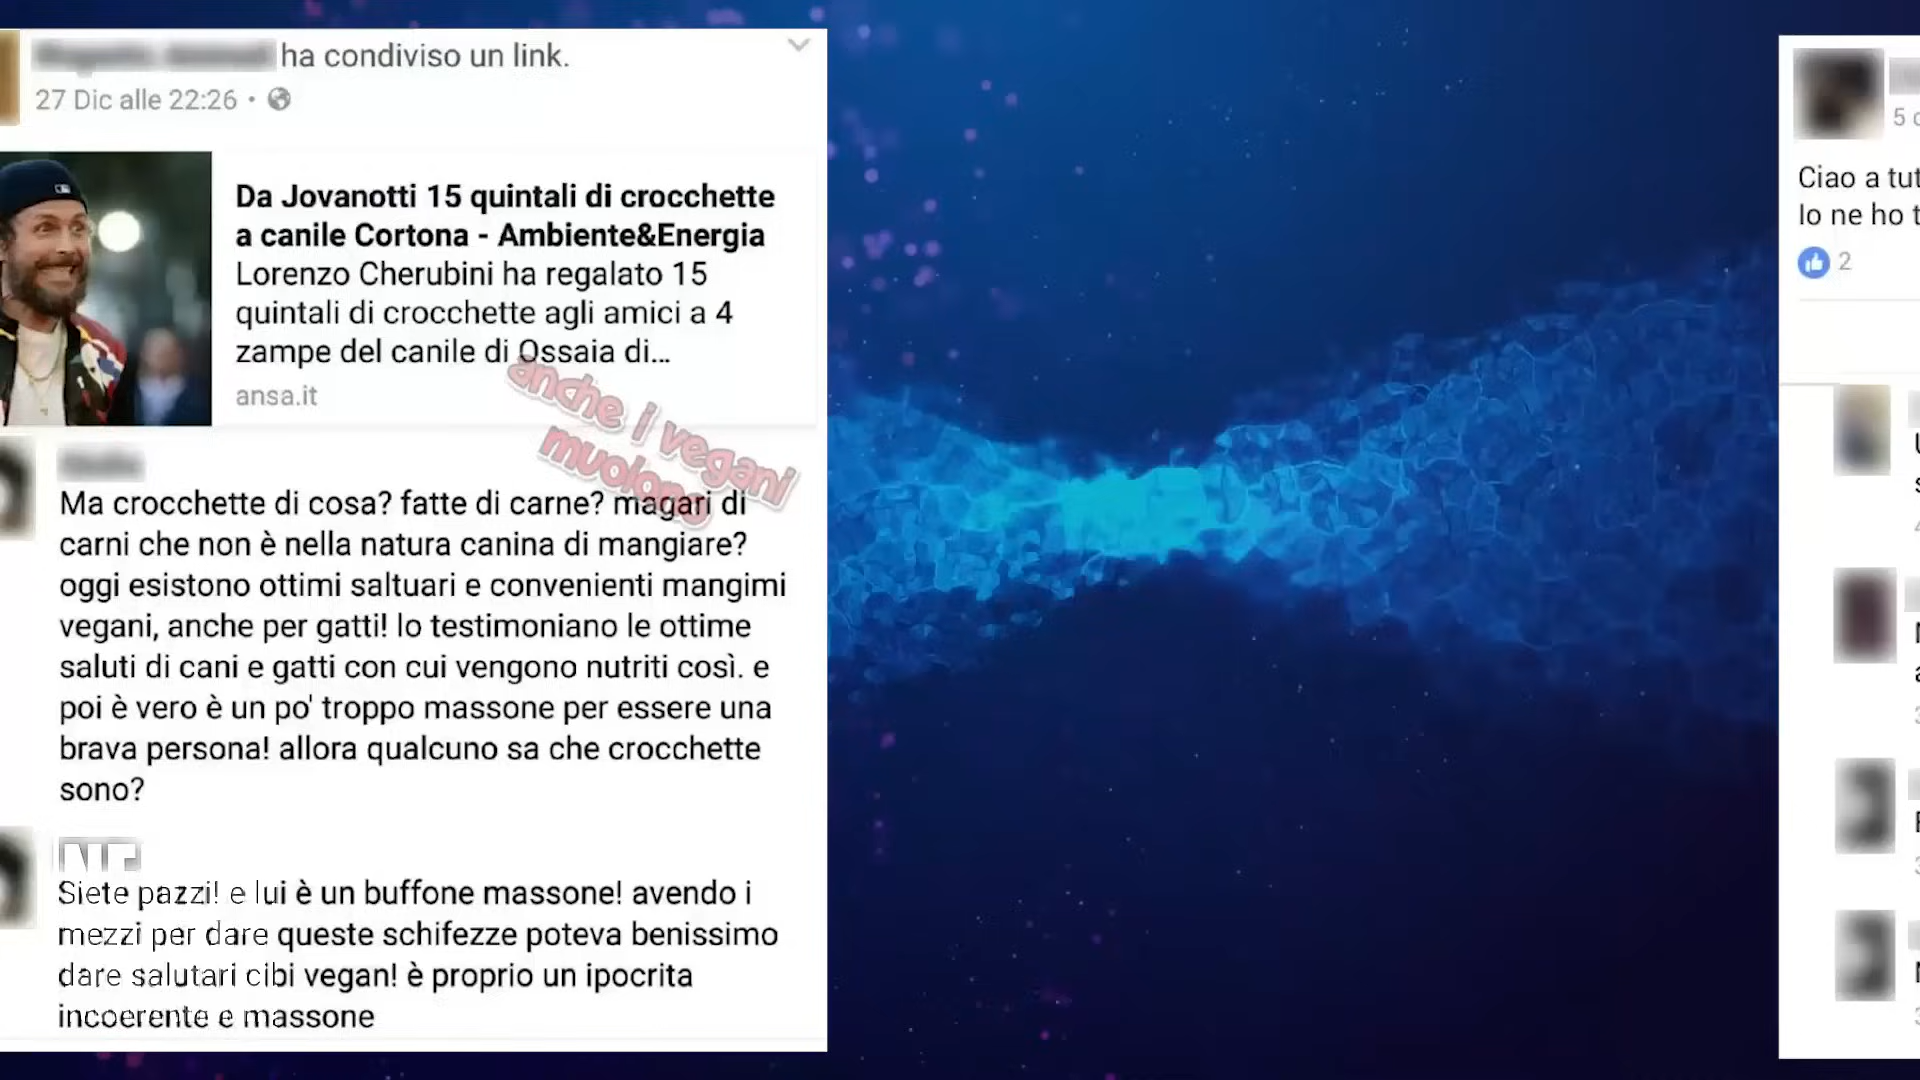 ha condiviso un link.
27 Dic alle 22:26 •
Da Jovanotti 15 quintali di crocchette
a canile Cortona - Ambiente&Energia
Lorenzo Cherubini ha regalato 15
quintali di crocchette agli amici a 4
zampe del canile di Ossaia di...
ansa.it
anche i vegani
muoiono
Ma crocchette di cosa? fatte di carne? magari di
carni che non è nella natura canina di mangiare?
oggi esistono ottimi saltuari e convenienti mangimi
vegani, anche per gatti! lo testimoniano le ottime
saluti di cani e gatti con cui vengono nutriti così. e
poi è vero è un po' troppo massone per essere una
brava persona! allora qualcuno sa che crocchette
sono?
Siete pazzi! e lui è un buffone massone! avendo i
mezzi per dare queste schifezze poteva benissimo
dare salutari cibi vegan! è proprio un ipocrita
incoerente e massone
Ciao a
Io ne ho
2